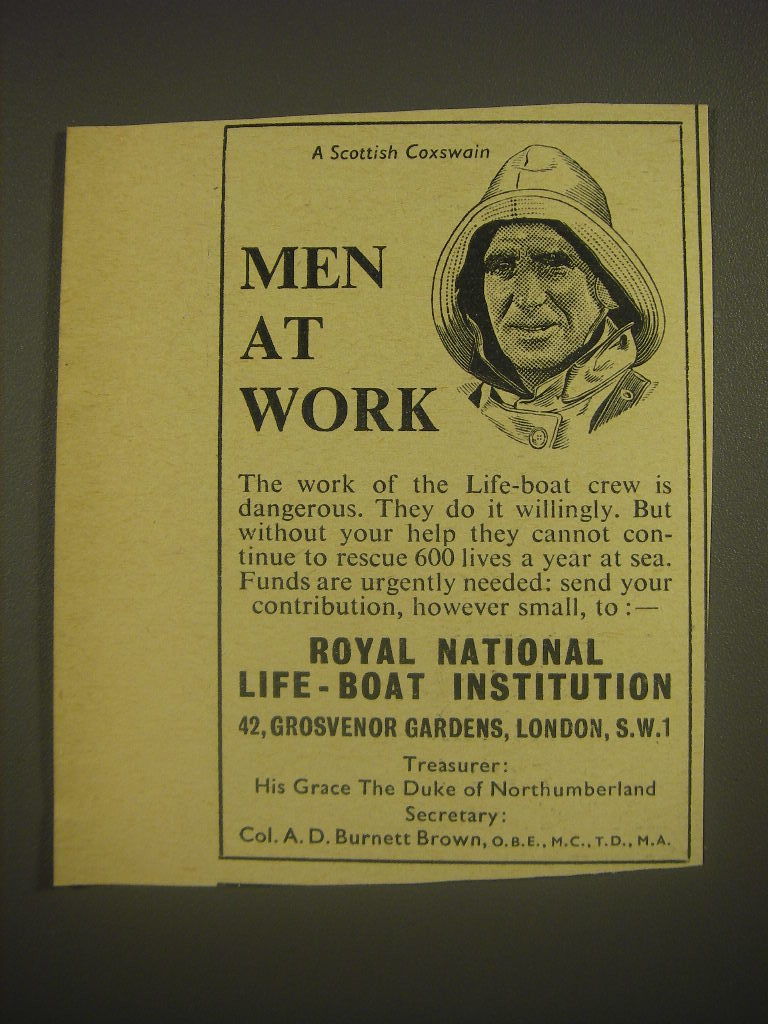 A Scottish Coxswain
MEN
AT
WORK
The work of the Life-boat crew is
dangerous. They do it willingly. But
without your help they cannot con-
tinue to rescue 600 lives a year at sea.
Funds are urgently needed: send your
contribution, however small, to :—
ROYAL NATIONAL
LIFE-BOAT INSTITUTION
42, GROSVENOR GARDENS, LONDON, S.W.1
Treasurer:
His Grace The Duke of Northumberland
Secretary:
Col. A. D. Burnett Brown, O.B.E., M.C., T.D., M.A.